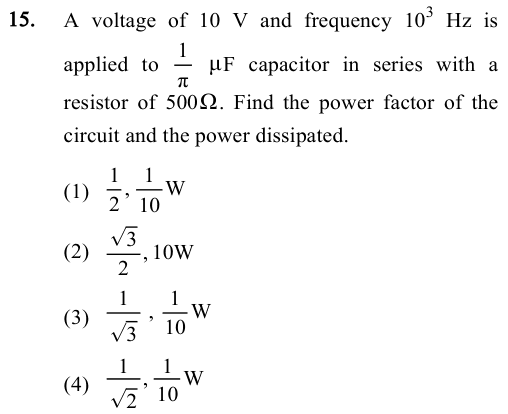 15. A voltage of 10 V and frequency 10³ Hz is
applied to 1/π μF capacitor in series with a
resistor of 500Ω. Find the power factor of the
circuit and the power dissipated.
(1) 1/2, 1/10 W
(2) √3/2, 10W
(3) 1/√3, 1/10 W
(4) 1/√2, 1/10 W